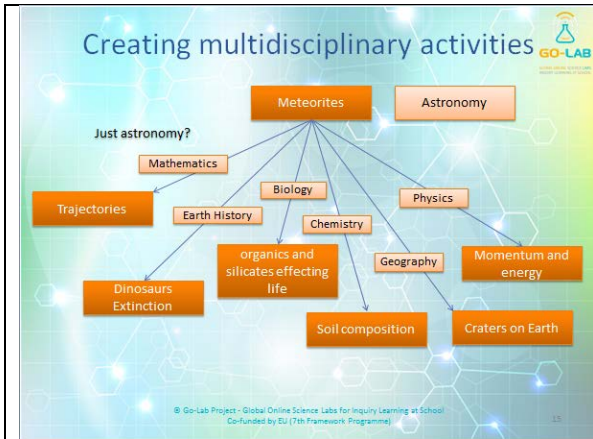 Creating multidisciplinary activities
GO-LAB
Meteorites
Astronomy
Just astronomy?
Mathematics
Biology
Physics
Trajectories
Earth History
Chemistry
organics and
silicates effecting
life
Geography
Momentum and
energy
Dinosaurs
Extinction
Soil composition
Craters on Earth
© Go-Lab Project - Global Online Science Labs for Inquiry Learning at School
Co-funded by EU (7th Framework Programme)
15